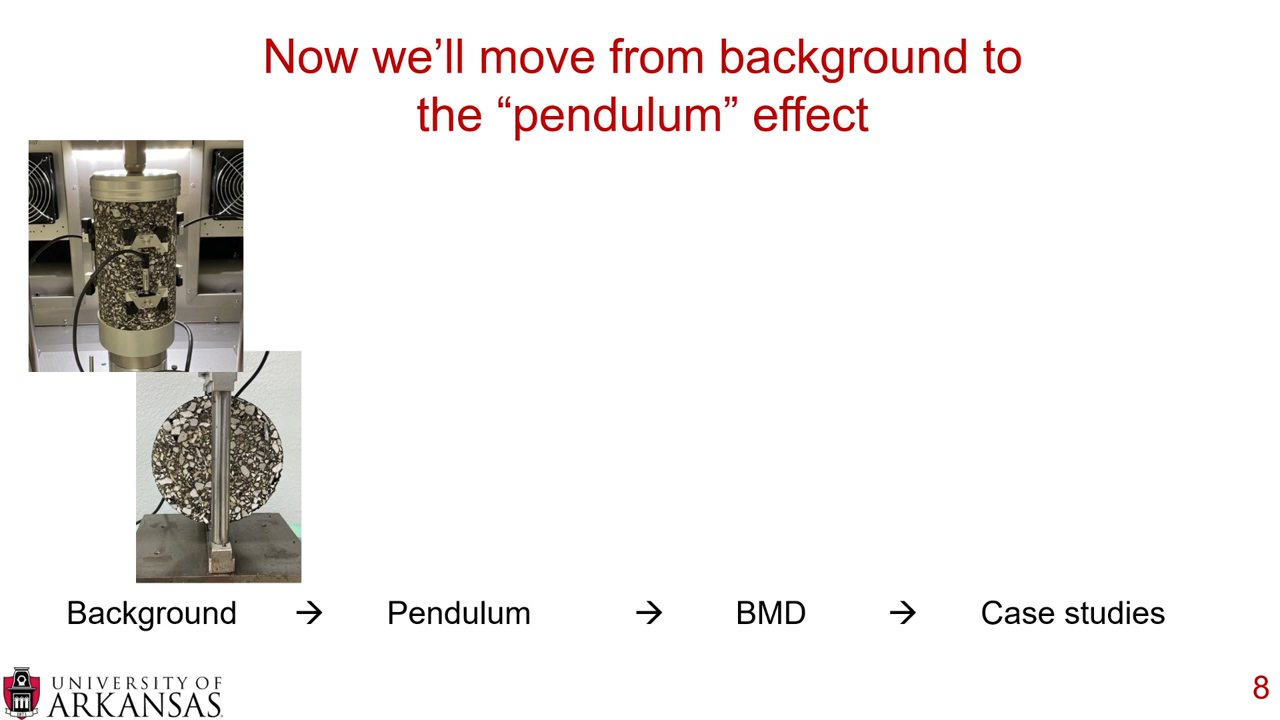 Now we’ll move from background to
the “pendulum” effect
Background → Pendulum → BMD → Case studies
UNIVERSITY OF
ARKANSAS
8